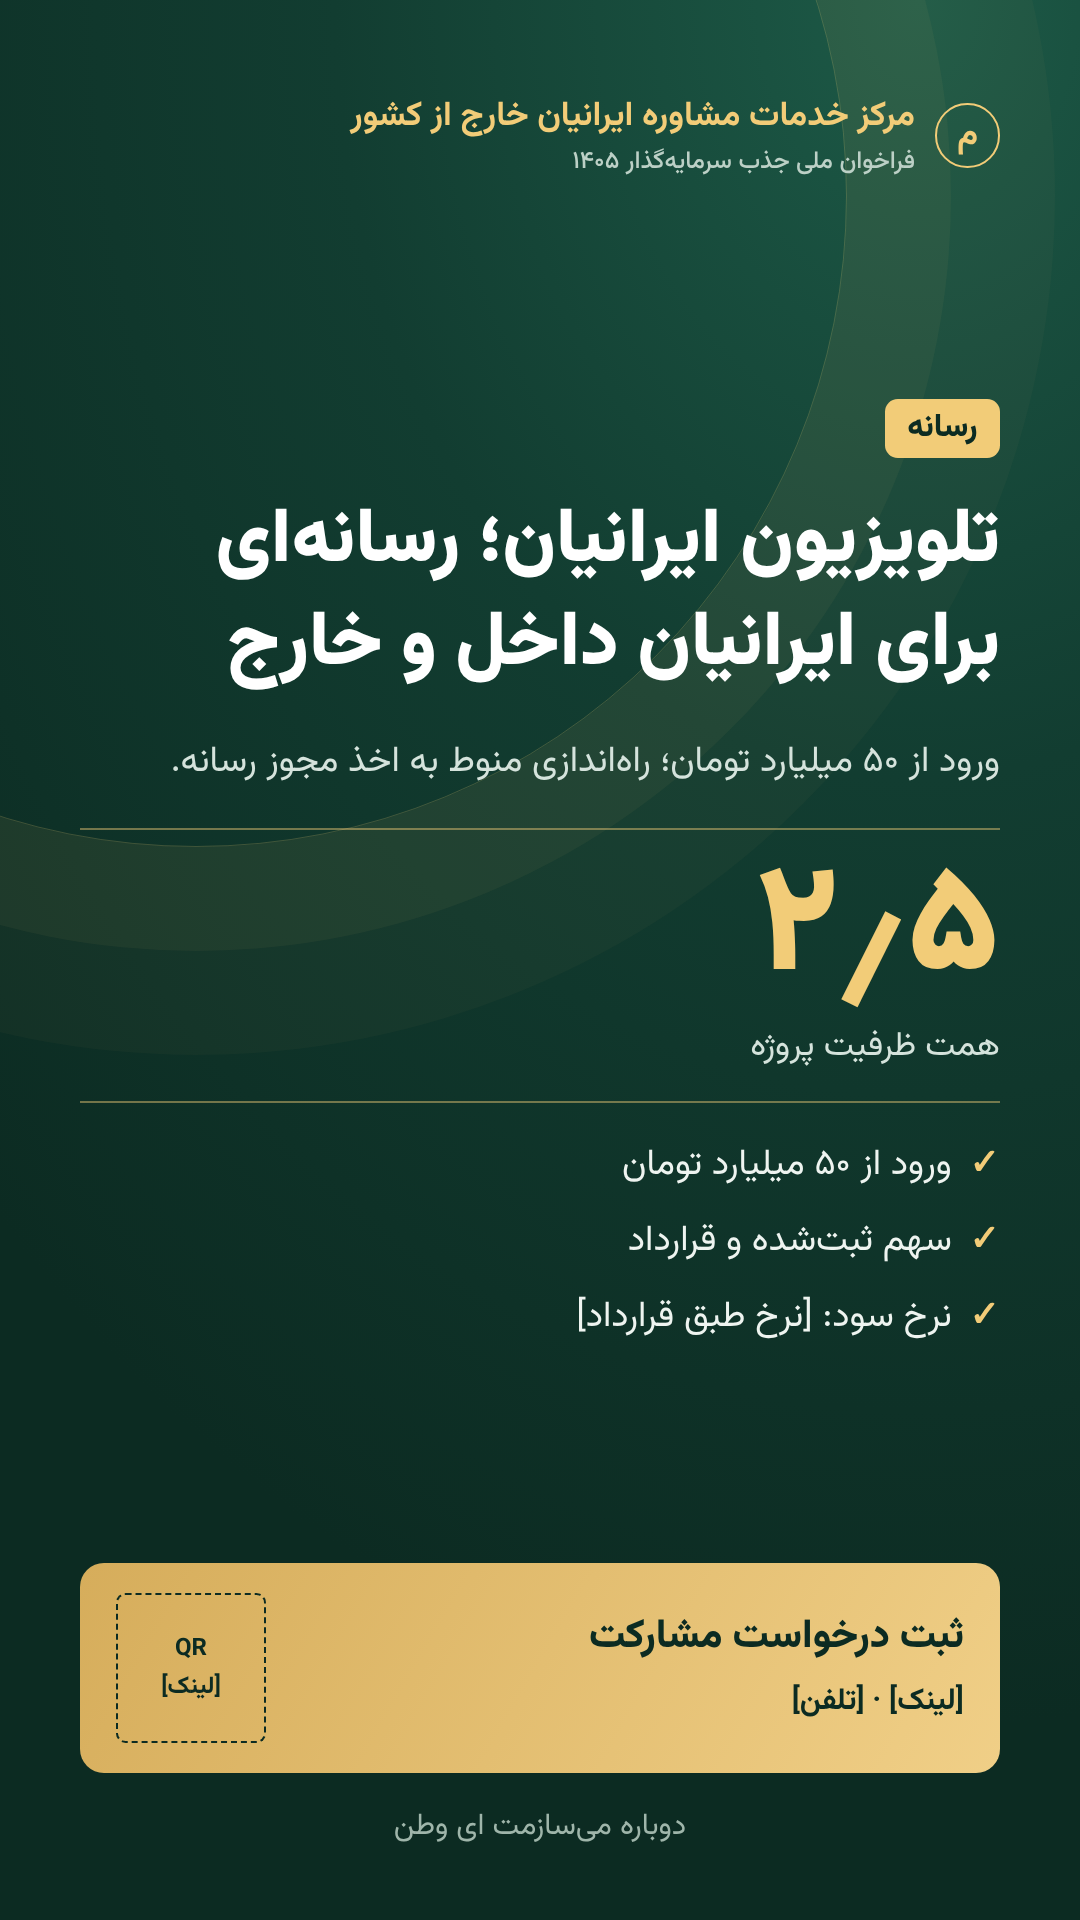 م
مرکز خدمات مشاوره ایرانیان خارج از کشور
فراخوان ملی جذب سرمایه‌گذار ۱۴۰۵
رسانه
تلویزیون ایرانیان؛ رسانه‌ای
برای ایرانیان داخل و خارج
ورود از ۵۰ میلیارد تومان؛ راه‌اندازی منوط به اخذ مجوز رسانه.
۲٫۵
همت ظرفیت پروژه
✓ ورود از ۵۰ میلیارد تومان
✓ سهم ثبت‌شده و قرارداد
✓ نرخ سود: [نرخ طبق قرارداد]
ثبت درخواست مشارکت
[لینک] · [تلفن]
QR
[لینک]
دوباره می‌سازمت ای وطن